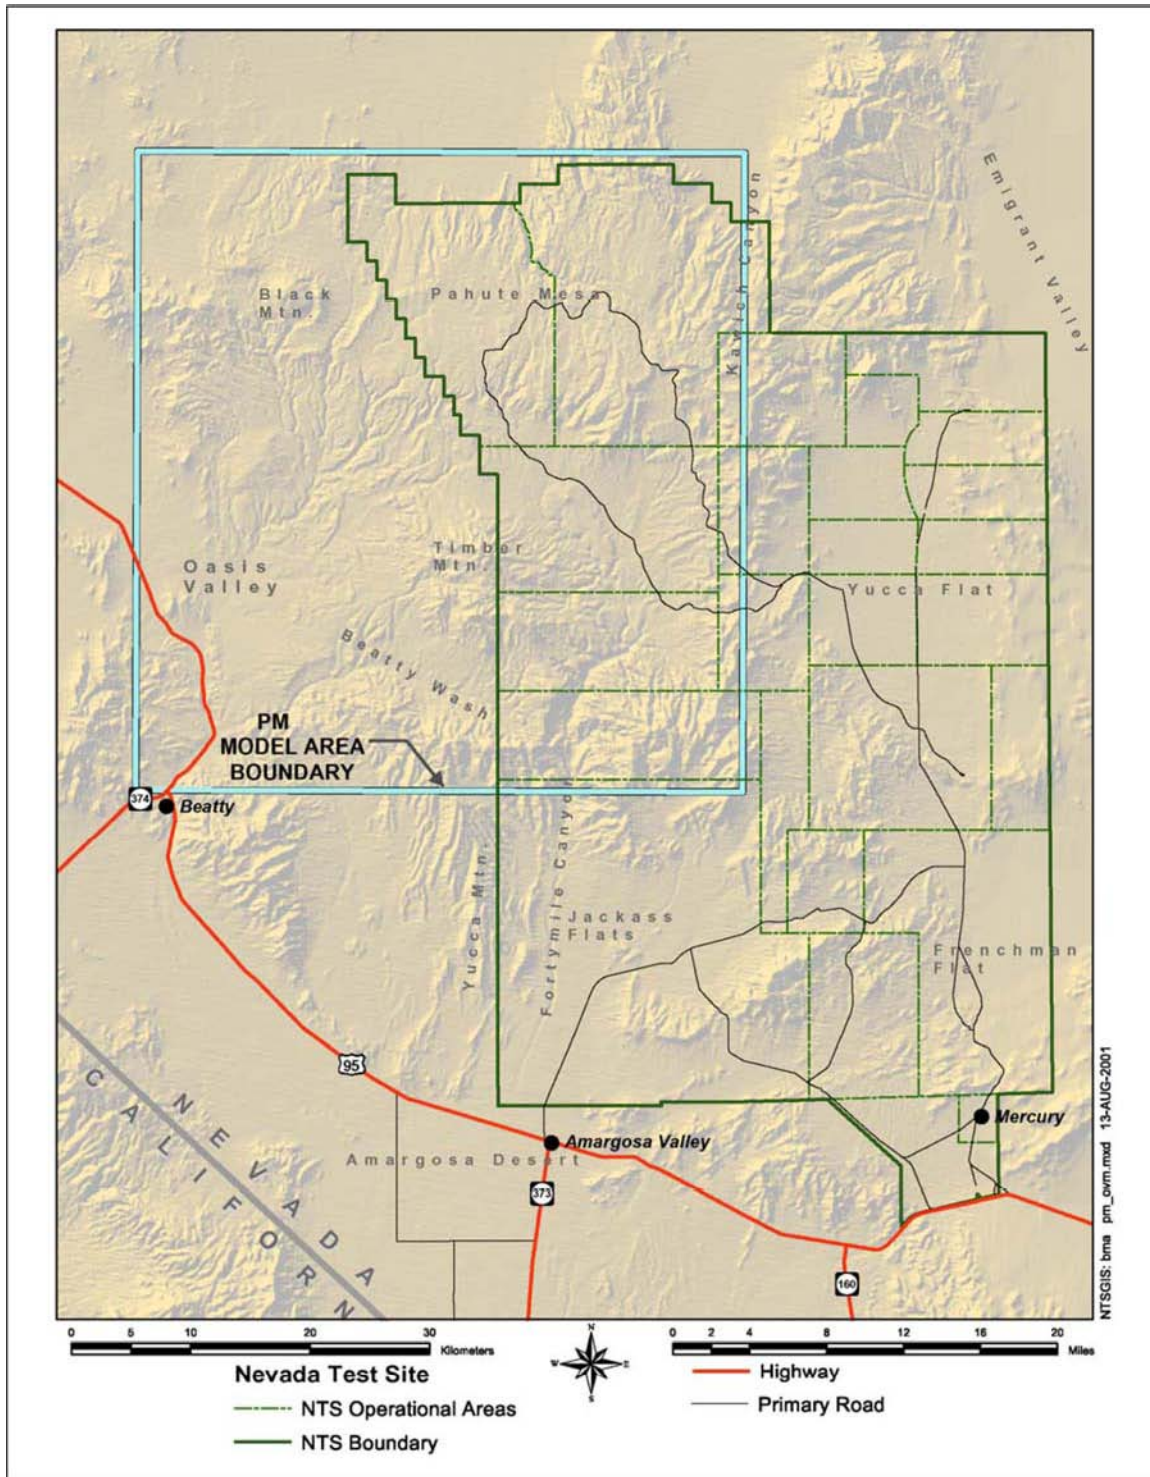 Emigrant Valley
Kawich Canyon
Black
Mtn.
Pahute Mesa
Timber
Mtn.
Oasis
Valley
Yucca Flat
Beatty Wash
PM
MODEL AREA
BOUNDARY
374
Beatty
Yucca Mtn.
Fortymile Canyon
Jackass
Flats
Frenchman
Flat
95
NEVADA
CALIFORN
Mercury
Amargosa Valley
Amargosa Desert
373
160
NTSGIS: bma pm_ovm.mxd 13-AUG-2001
0 5 10 20 30
Kilometers
N
W E
S
0 2 4 8 12 16 20
Miles
Nevada Test Site
NTS Operational Areas
NTS Boundary
Highway
Primary Road